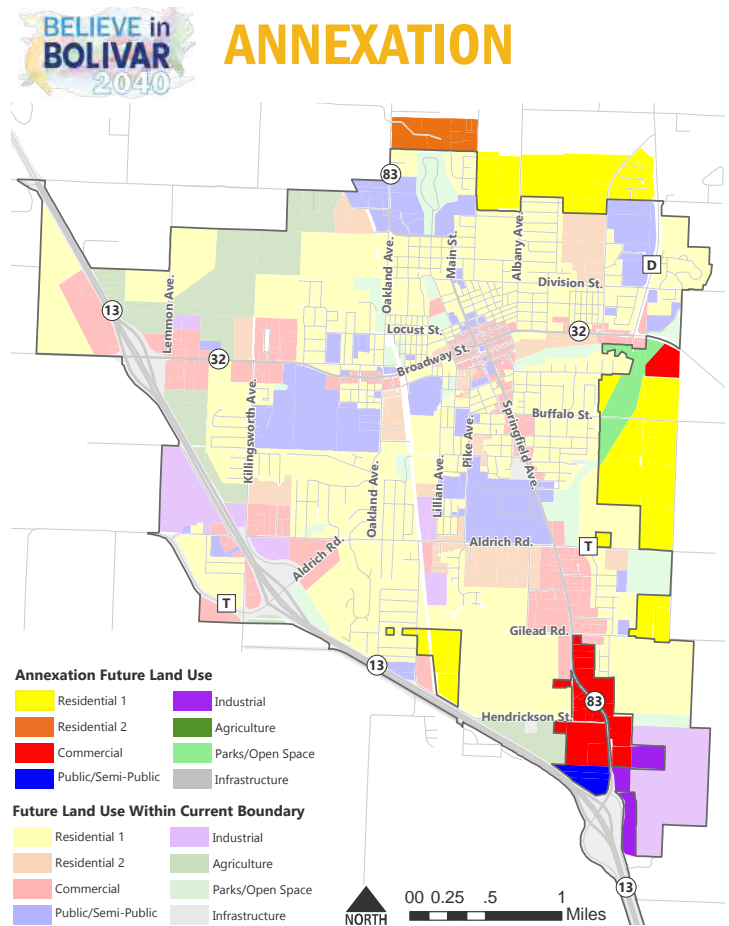 BELIEVE in
BOLIVAR
2040
ANNEXATION
83
Oakland Ave.
Main St.
Albany Ave.
D
Division St.
13
Lemmon Ave.
Locust St.
32
32
Broadway St.
Killingsworth Ave.
Buffalo St.
Springfield Ave.
Pike Ave.
Lillian Ave.
Oakland Ave.
Aldrich Rd.
T
Aldrich Rd.
T
Gilead Rd.
13
83
Hendrickson St.
13
Annexation Future Land Use
Residential 1
Residential 2
Commercial
Public/Semi-Public
Industrial
Agriculture
Parks/Open Space
Infrastructure
Future Land Use Within Current Boundary
Residential 1
Residential 2
Commercial
Public/Semi-Public
Industrial
Agriculture
Parks/Open Space
Infrastructure
NORTH
00 0.25 .5 1
Miles